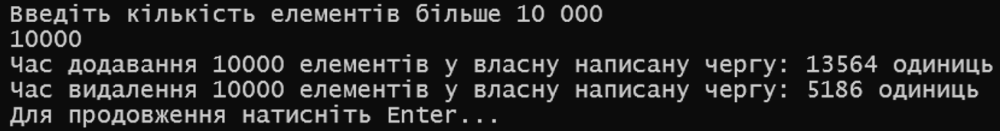 Введіть кількість елементів більше 10 000
10000
Час додавання 10000 елементів у власну написану чергу: 13564 одиниць
Час видалення 10000 елементів у власну написану чергу: 5186 одиниць
Для продовження натисніть Enter...